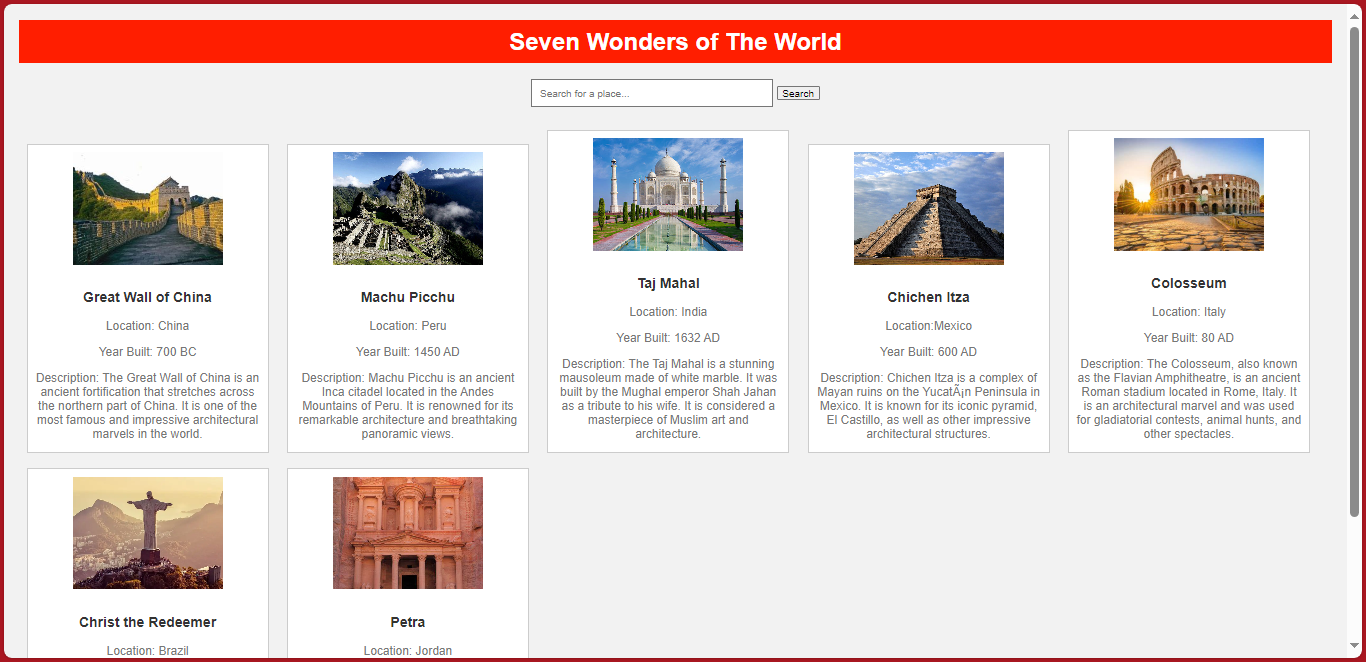 Seven Wonders of The World
Search for a place...
Search
Great Wall of China
Location: China
Year Built: 700 BC
Description: The Great Wall of China is an
ancient fortification that stretches across
the northern part of China. It is one of the
most famous and impressive architectural
marvels in the world.
Machu Picchu
Location: Peru
Year Built: 1450 AD
Description: Machu Picchu is an ancient
Inca citadel located in the Andes
Mountains of Peru. It is renowned for its
remarkable architecture and breathtaking
panoramic views.
Taj Mahal
Location: India
Year Built: 1632 AD
Description: The Taj Mahal is a stunning
mausoleum made of white marble. It was
built by the Mughal emperor Shah Jahan
as a tribute to his wife. It is considered a
masterpiece of Muslim art and
architecture.
Chichen Itza
Location:Mexico
Year Built: 600 AD
Description: Chichen Itza is a complex of
Mayan ruins on the YucatÃ¡n Peninsula in
Mexico. It is known for its iconic pyramid,
El Castillo, as well as other impressive
architectural structures.
Colosseum
Location: Italy
Year Built: 80 AD
Description: The Colosseum, also known
as the Flavian Amphitheatre, is an ancient
Roman stadium located in Rome, Italy. It
is an architectural marvel and was used
for gladiatorial contests, animal hunts, and
other spectacles.
Christ the Redeemer
Location: Brazil
Petra
Location: Jordan